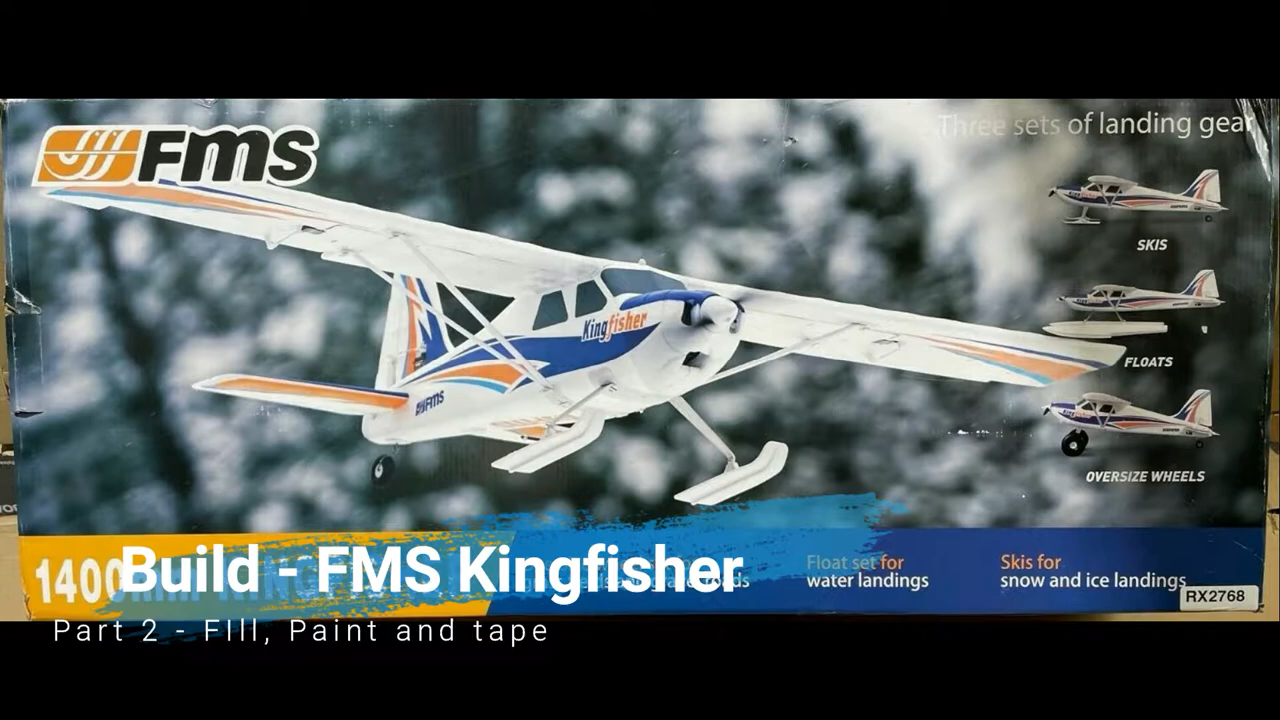 Fms
Three sets of landing gear
SKIS
Kingfisher
FLOATS
Fms
OVERSIZE WHEELS
1400
Build - FMS Kingfisher
Float set for
water landings
Skis for
snow and ice landings
RX2768
Part 2 - FIll, Paint and tape